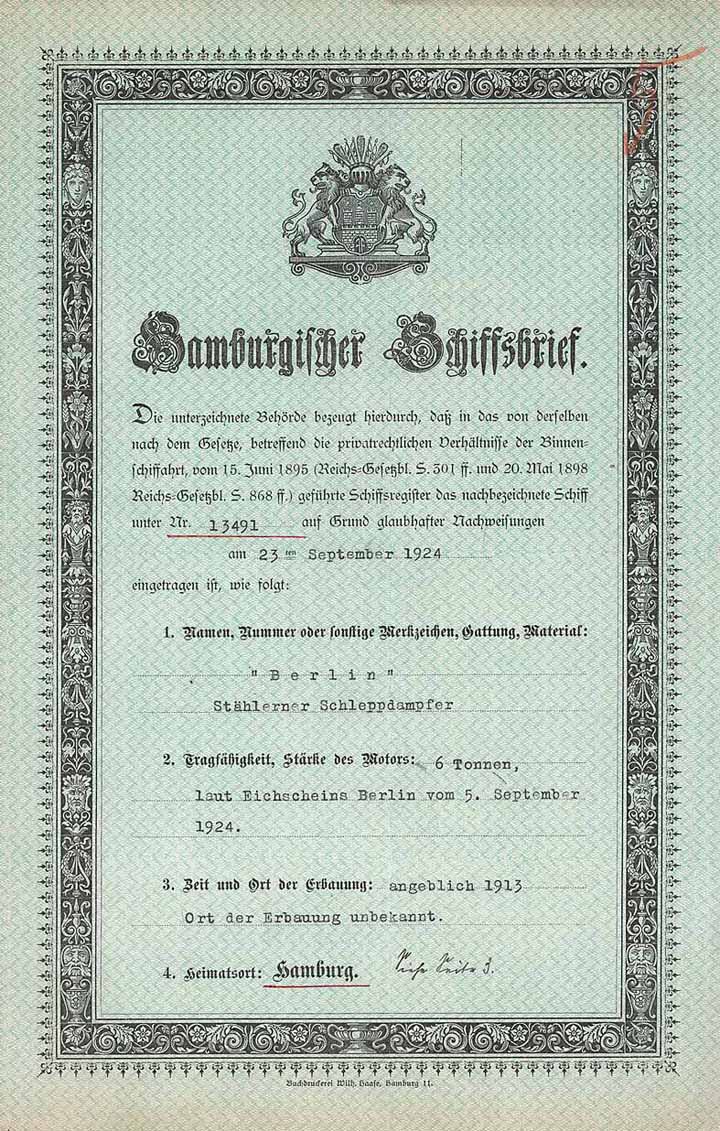 Hamburgischer Schiffsbrief.
Die unterzeichnete Behörde bezeugt hierdurch, daß in das von derselben
nach dem Gesetze, betreffend die privatrechtlichen Verhältnisse der Binnen-
schiffahrt, vom 15. Juni 1895 (Reichs-Gesetzbl. S. 301 ff. und 20. Mai 1898
Reichs-Gesetzbl. S. 868 ff.) geführte Schiffsregister das nachbezeichnete Schiff
unter Nr. 13491 auf Grund glaubhafter Nachweisungen
am 23ten September 1924
eingetragen ist, wie folgt:
1. Namen, Nummer oder sonstige Merkzeichen, Gattung, Material:
"Berlin"
Stählerner Schleppdampfer
2. Tragfähigkeit, Stärke des Motors: 6 Tonnen,
laut Eichscheins Berlin vom 5. September
1924.
3. Zeit und Ort der Erbauung: angeblich 1913
Ort der Erbauung unbekannt.
4. Heimatsort: Hamburg. Siehe Seite 3.
Buchdruckerei Wilh. Haase, Hamburg 11.